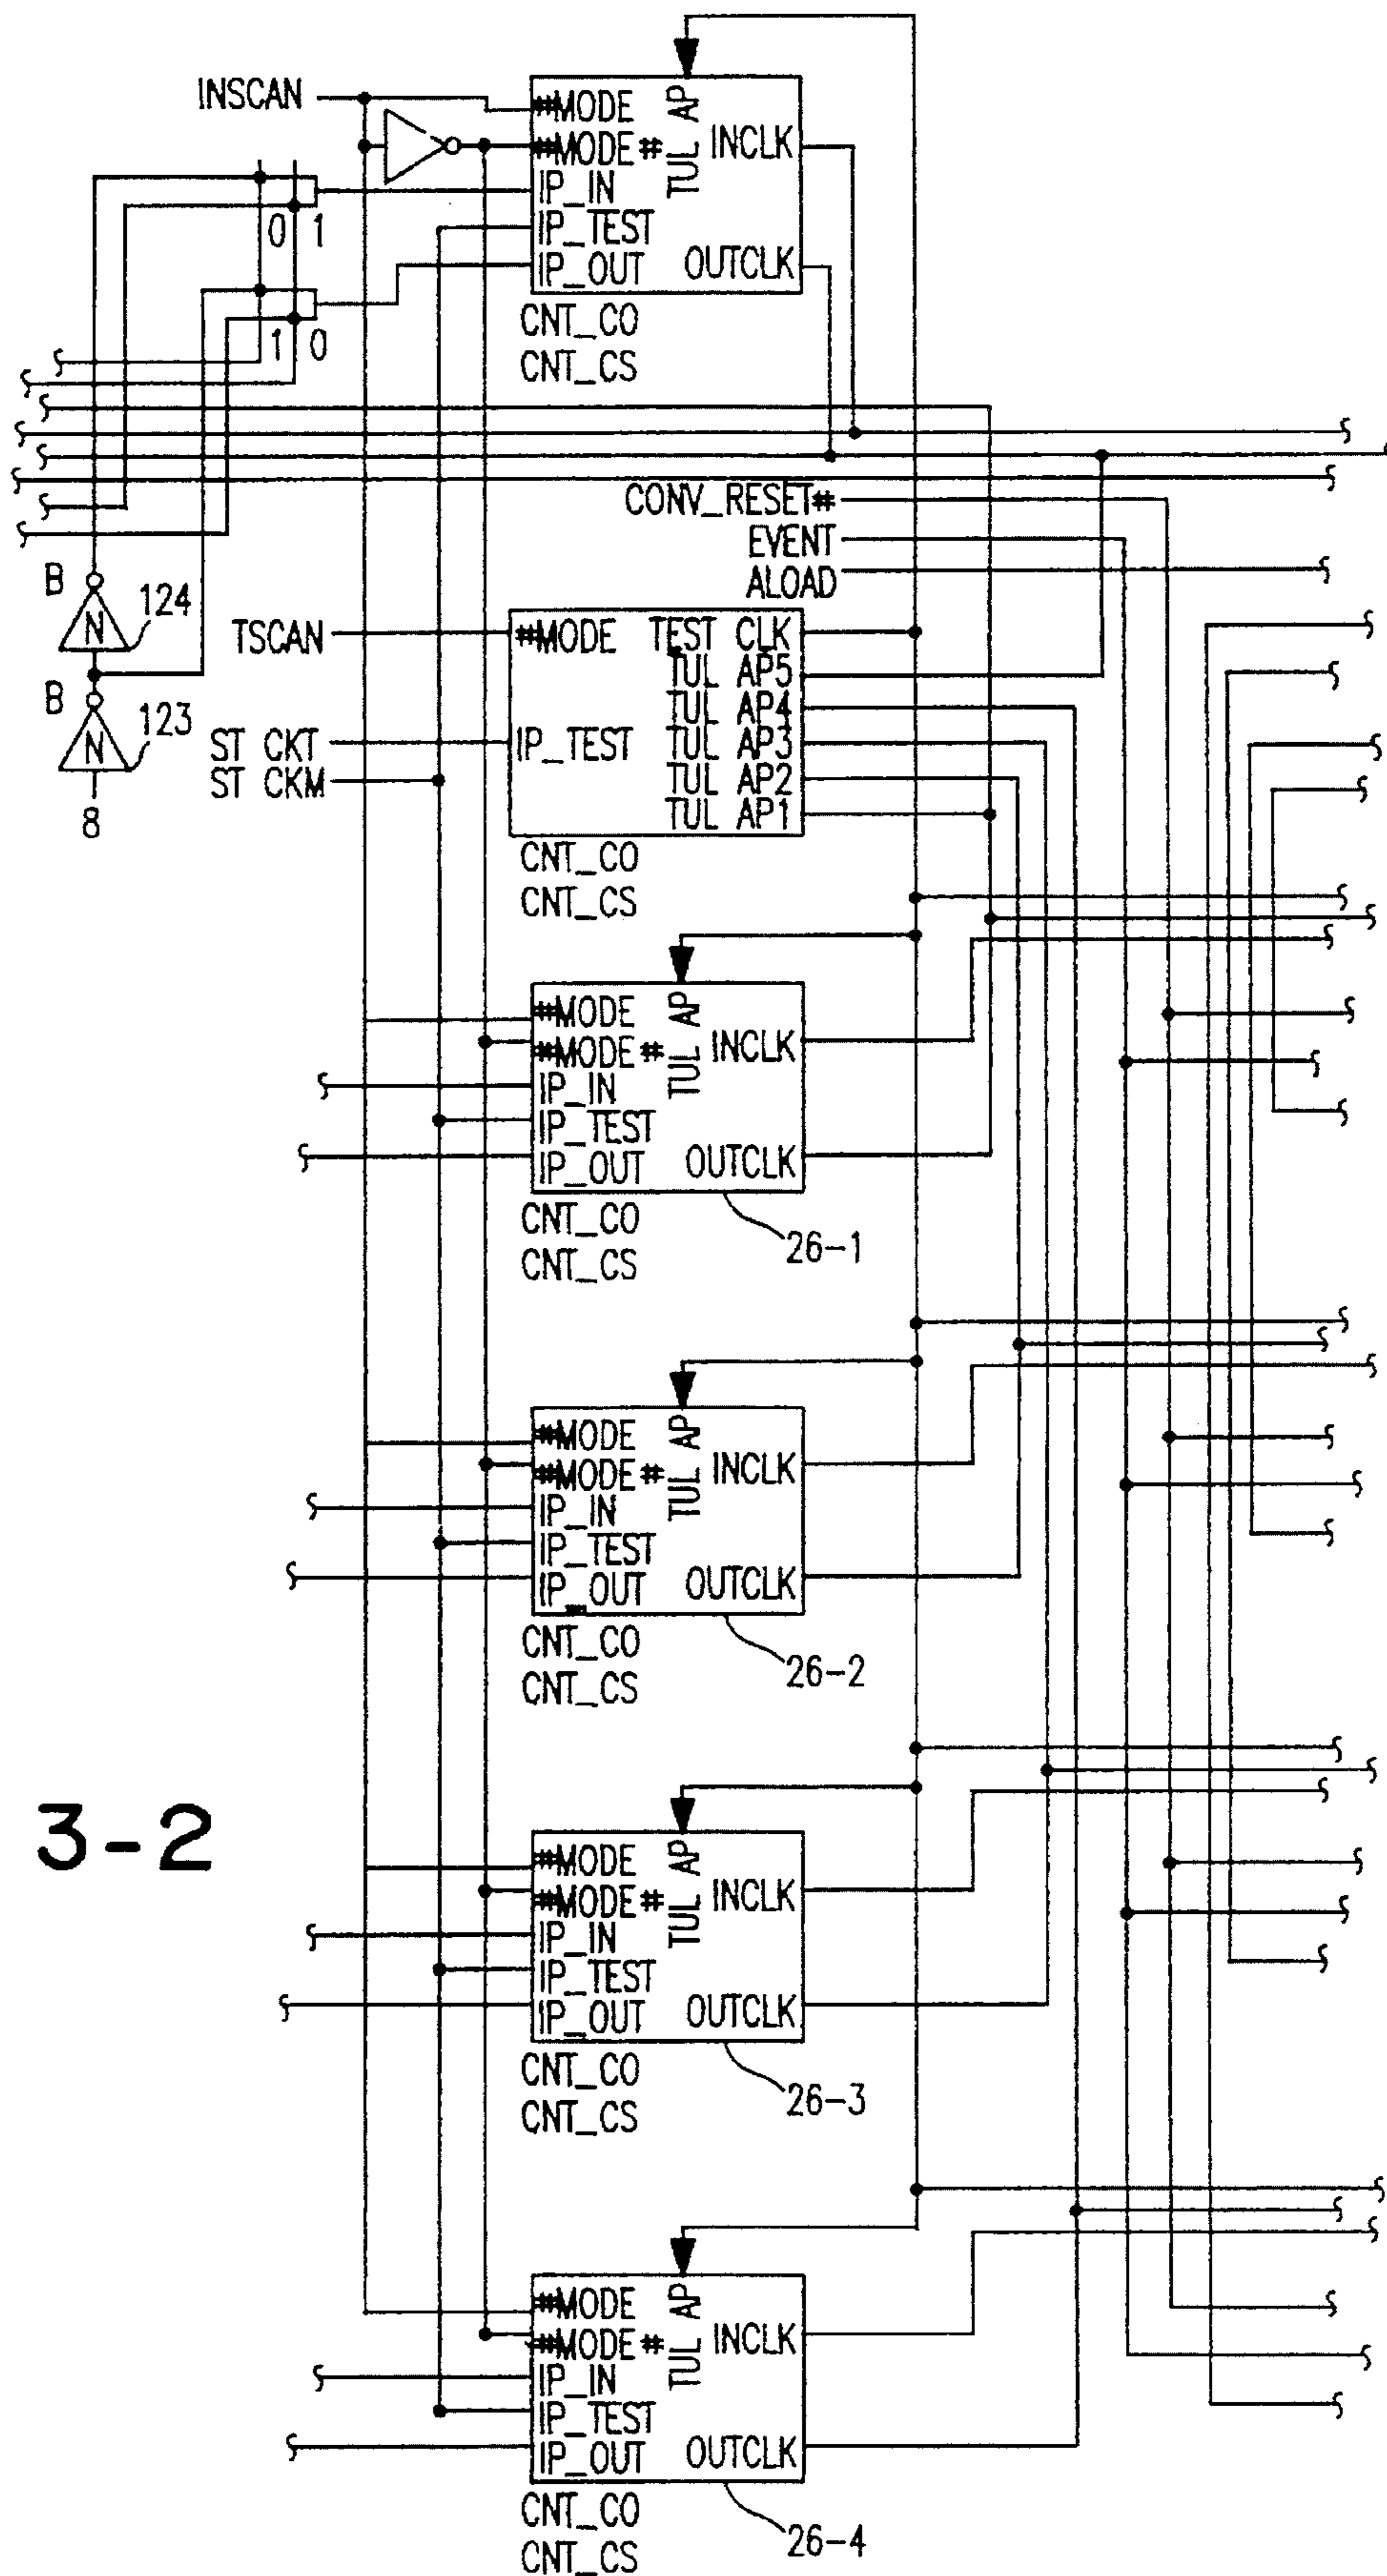 INSCAN
#MODE
#MODE#
IP_IN
IP_TEST
IP_OUT
TUL AP
INCLK
OUTCLK
0 1
1 0
CNT_CO
CNT_CS
CONV_RESET#
EVENT
ALOAD
B
N
124
B
N
123
8
TSCAN
ST CKT
ST CKM
#MODE
IP_TEST
TEST CLK
TUL AP5
TUL AP4
TUL AP3
TUL AP2
TUL AP1
CNT_CO
CNT_CS
#MODE
#MODE#
IP_IN
IP_TEST
IP_OUT
TUL AP
INCLK
OUTCLK
CNT_CO
CNT_CS
26-1
#MODE
#MODE#
IP_IN
IP_TEST
IP_OUT
TUL AP
INCLK
OUTCLK
CNT_CO
CNT_CS
26-2
3-2
#MODE
#MODE#
IP_IN
IP_TEST
IP_OUT
TUL AP
INCLK
OUTCLK
CNT_CO
CNT_CS
26-3
#MODE
#MODE#
IP_IN
IP_TEST
IP_OUT
TUL AP
INCLK
OUTCLK
CNT_CO
CNT_CS
26-4